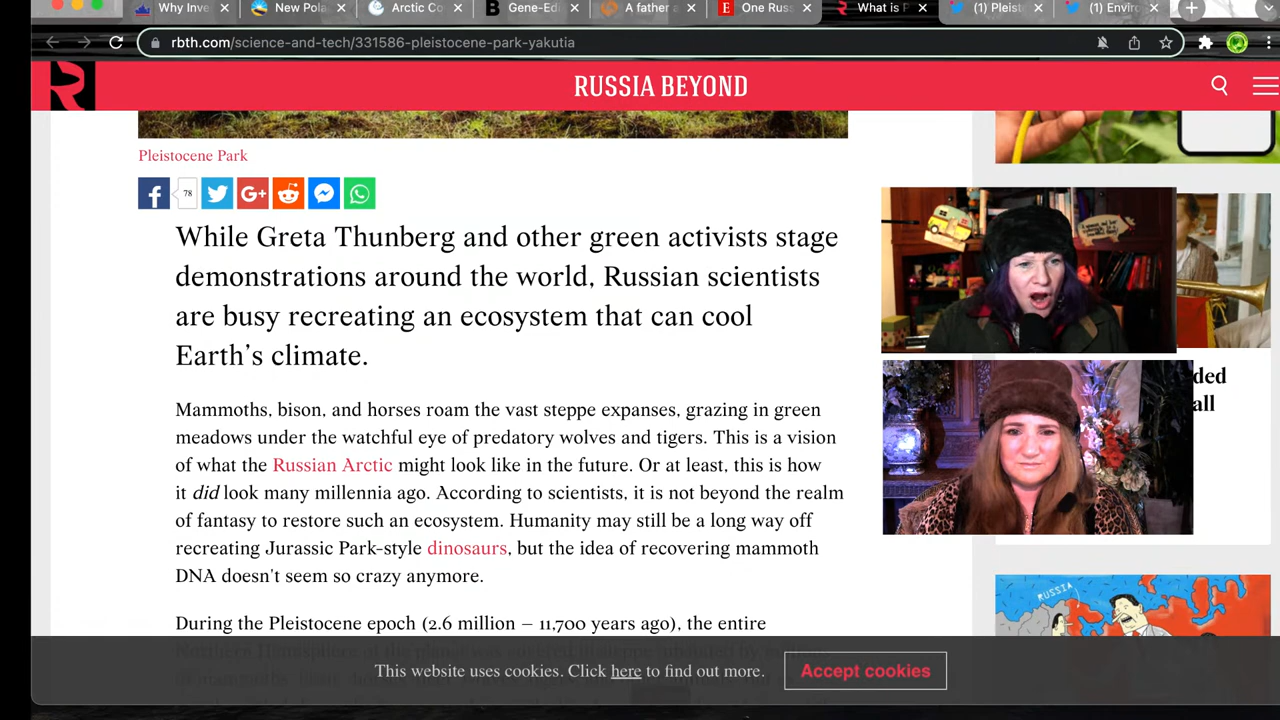 Why Inve
New Pola
Arctic Co
Gene-Edi
A father a
One Russ
What is P
(1) Pleist
(1) Enviro
rbth.com/science-and-tech/331586-pleistocene-park-yakutia
RUSSIA BEYOND
Pleistocene Park
78
While Greta Thunberg and other green activists stage
demonstrations around the world, Russian scientists
are busy recreating an ecosystem that can cool
Earth's climate.
Mammoths, bison, and horses roam the vast steppe expanses, grazing in green
meadows under the watchful eye of predatory wolves and tigers. This is a vision
of what the Russian Arctic might look like in the future. Or at least, this is how
it did look many millennia ago. According to scientists, it is not beyond the realm
of fantasy to restore such an ecosystem. Humanity may still be a long way off
recreating Jurassic Park-style dinosaurs, but the idea of recovering mammoth
DNA doesn't seem so crazy anymore.
During the Pleistocene epoch (2.6 million – 11,700 years ago), the entire
ded
all
RUSSIA
This website uses cookies. Click here to find out more.
Accept cookies